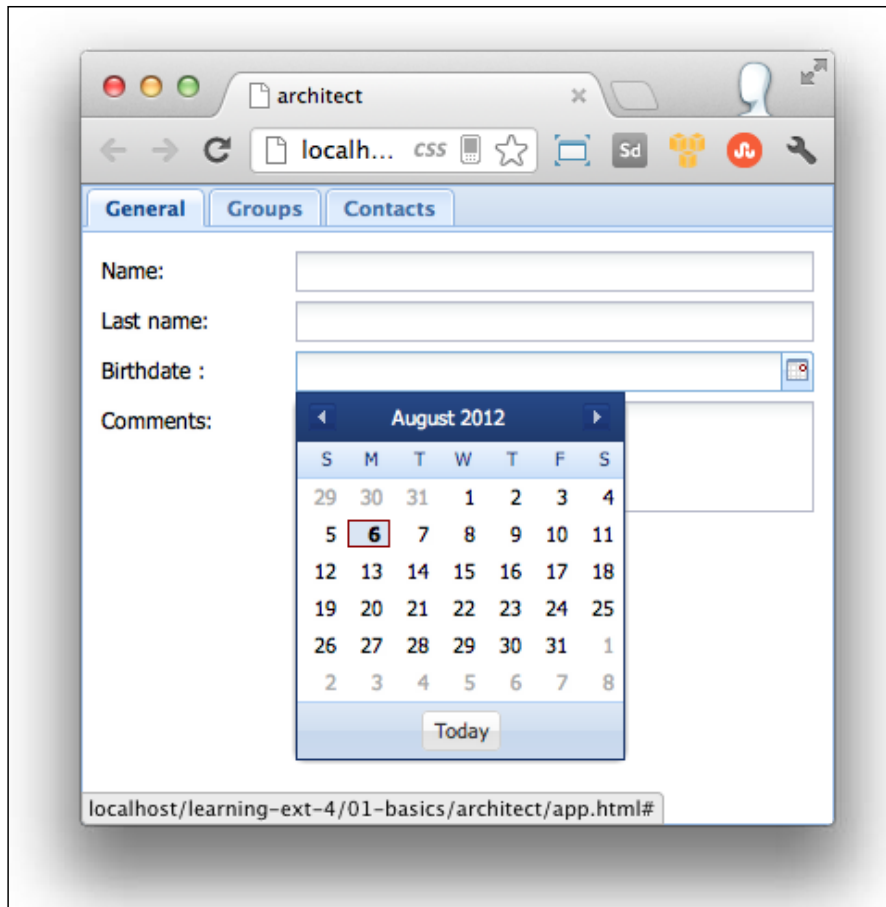 architect
localh... CSS
Sd
General Groups Contacts
Name:
Last name:
Birthdate :
Comments:
August 2012
S M T W T F S
29 30 31 1 2 3 4
5 6 7 8 9 10 11
12 13 14 15 16 17 18
19 20 21 22 23 24 25
26 27 28 29 30 31 1
2 3 4 5 6 7 8
Today
localhost/learning-ext-4/01-basics/architect/app.html#